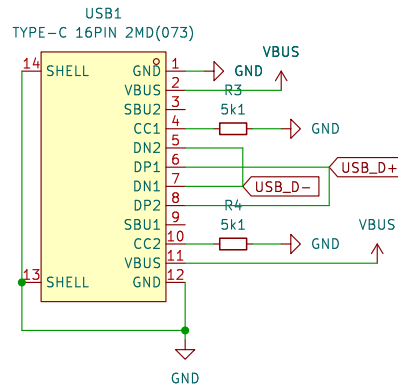 USB1
TYPE-C 16PIN 2MD(073)
VBUS
14 SHELL GND 1 GND
VBUS 2 R3
SBU2 3 5k1
CC1 4 GND
DN2 5
DP1 6 USB_D+
DN1 7 USB_D-
DP2 8 R4
SBU1 9 5k1 VBUS
CC2 10 GND
VBUS 11
13 SHELL GND 12
GND